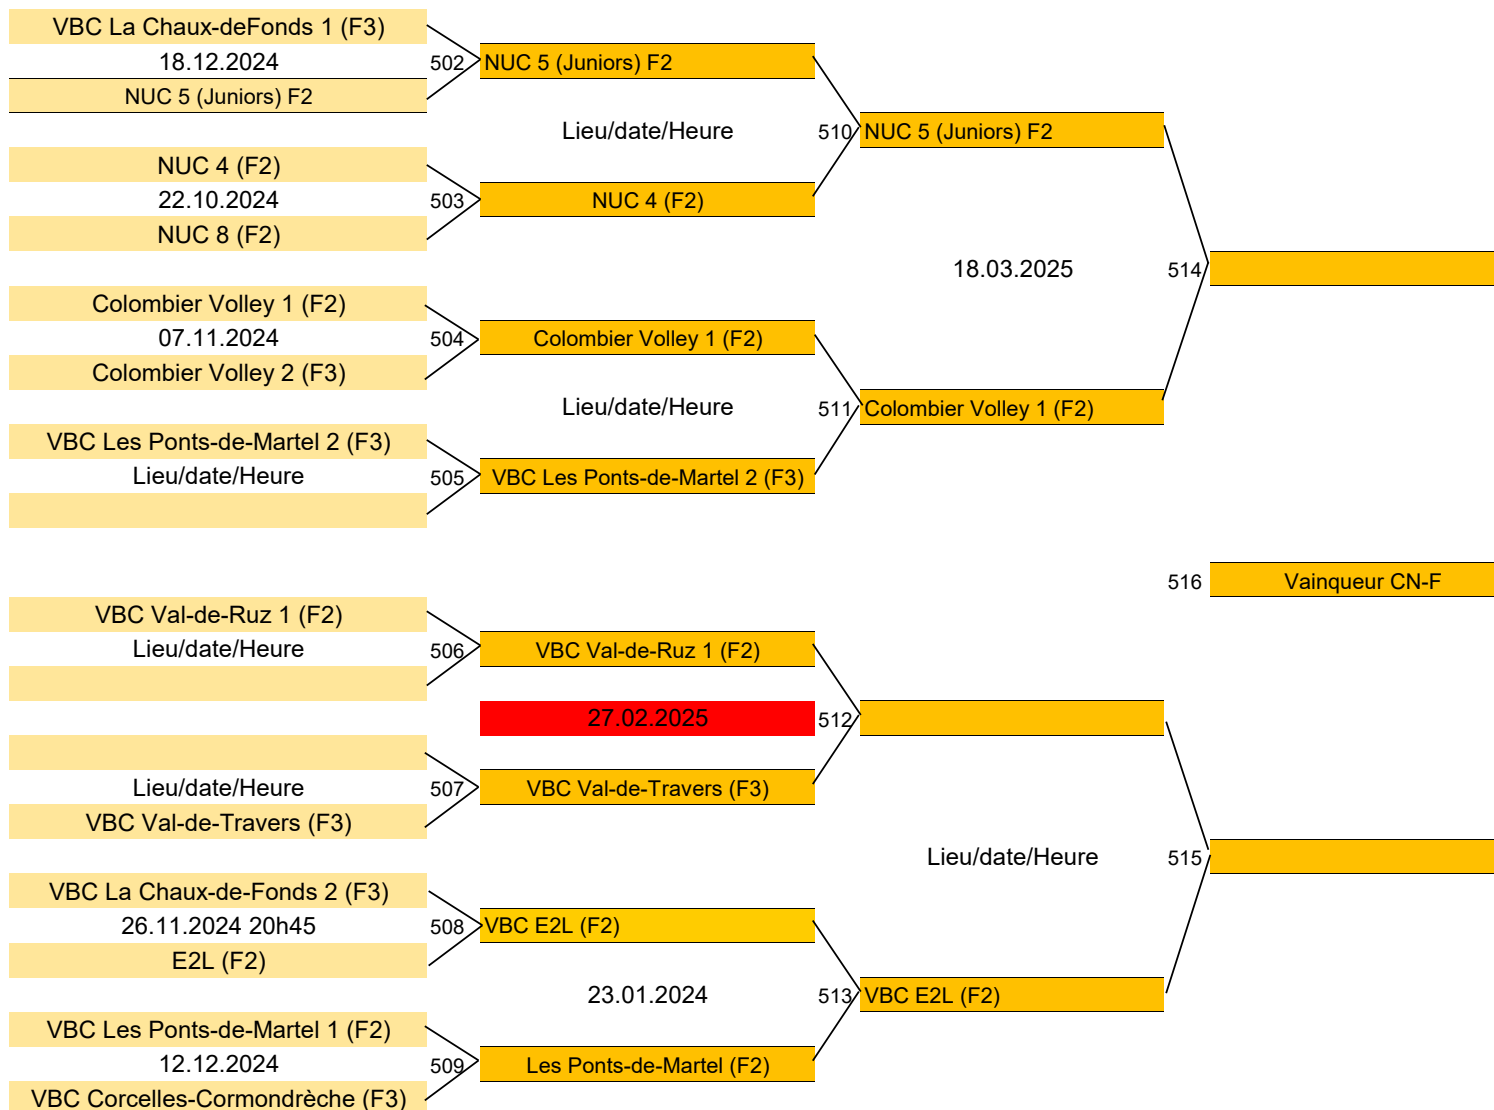 VBC La Chaux-deFonds 1 (F3)
18.12.2024
502
NUC 5 (Juniors) F2
NUC 5 (Juniors) F2
Lieu/date/Heure
510
NUC 5 (Juniors) F2
NUC 4 (F2)
22.10.2024
503
NUC 4 (F2)
NUC 8 (F2)
18.03.2025
514
Colombier Volley 1 (F2)
07.11.2024
504
Colombier Volley 1 (F2)
Colombier Volley 2 (F3)
Lieu/date/Heure
511
Colombier Volley 1 (F2)
VBC Les Ponts-de-Martel 2 (F3)
Lieu/date/Heure
505
VBC Les Ponts-de-Martel 2 (F3)
516
Vainqueur CN-F
VBC Val-de-Ruz 1 (F2)
Lieu/date/Heure
506
VBC Val-de-Ruz 1 (F2)
27.02.2025
512
Lieu/date/Heure
507
VBC Val-de-Travers (F3)
VBC Val-de-Travers (F3)
Lieu/date/Heure
515
VBC La Chaux-de-Fonds 2 (F3)
26.11.2024 20h45
508
VBC E2L (F2)
E2L (F2)
23.01.2024
513
VBC E2L (F2)
VBC Les Ponts-de-Martel 1 (F2)
12.12.2024
509
Les Ponts-de-Martel (F2)
VBC Corcelles-Cormondrèche (F3)